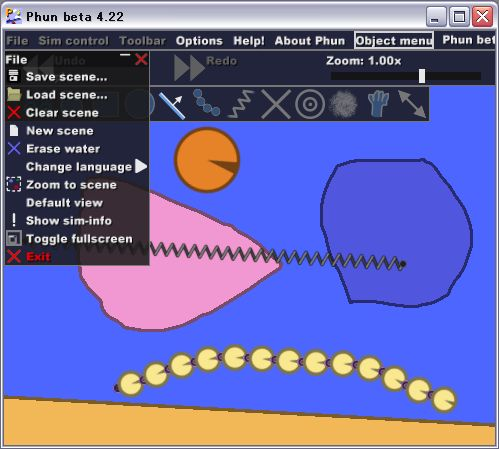 Phun beta 4.22
File Sim control Toolbar Options Help! About Phun Object menu Phun bet
File
Undo
Redo
Zoom: 1.00x
Save scene...
Load scene...
Clear scene
New scene
Erase water
Change language
Zoom to scene
Default view
Show sim-info
Toggle fullscreen
Exit